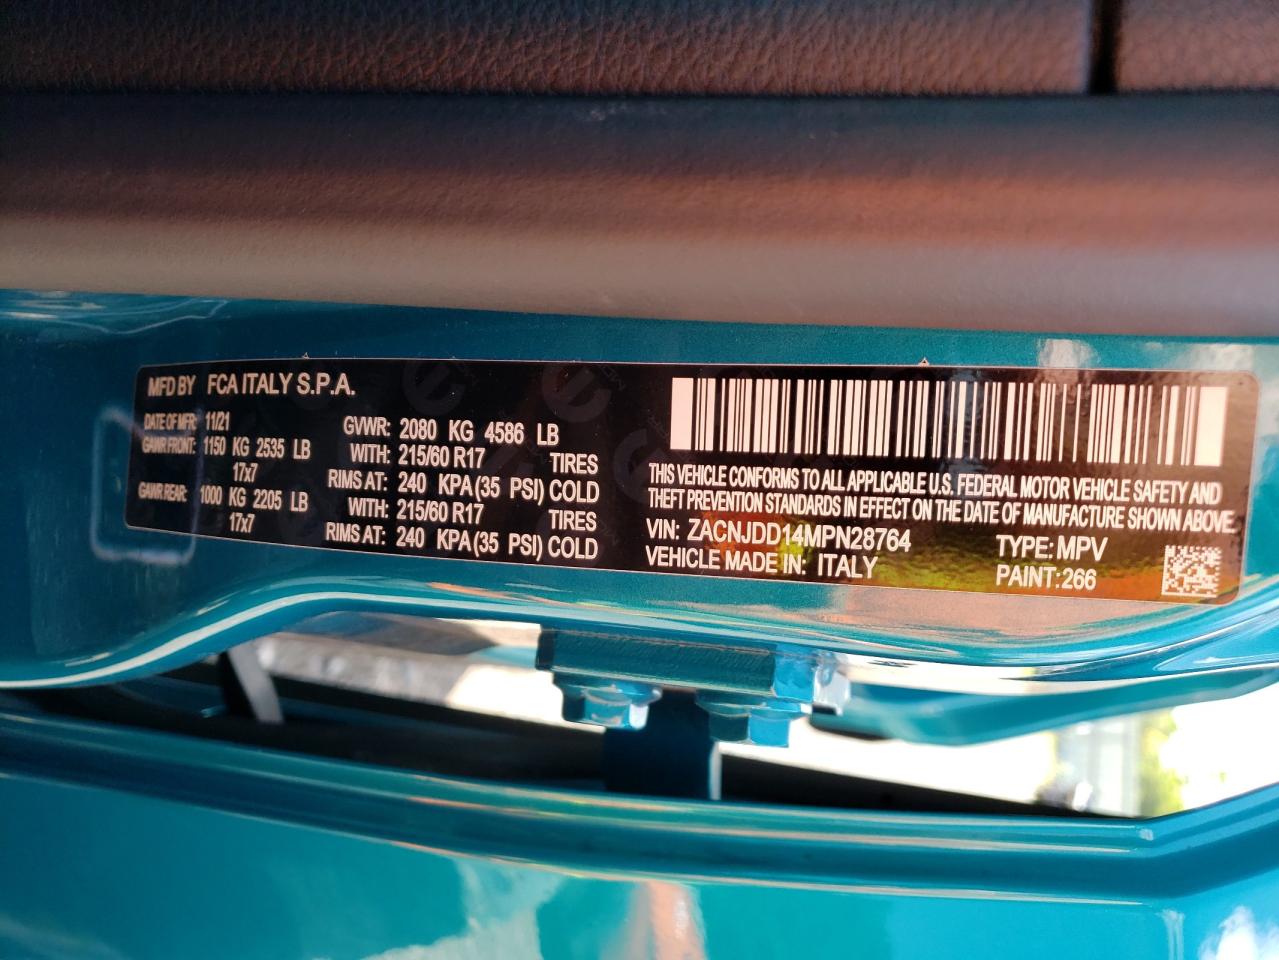 MFD BY FCA ITALY S.P.A.
DATE OF MFR: 11/21
GVWR: 2080 KG 4586 LB
GAWR FRONT: 1150 KG 2535 LB WITH: 215/60 R17 TIRES
17x7 RIMS AT: 240 KPA(35 PSI) COLD
GAWR REAR: 1000 KG 2205 LB WITH: 215/60 R17 TIRES
17x7 RIMS AT: 240 KPA(35 PSI) COLD
THIS VEHICLE CONFORMS TO ALL APPLICABLE U.S. FEDERAL MOTOR VEHICLE SAFETY AND
THEFT PREVENTION STANDARDS IN EFFECT ON THE DATE OF MANUFACTURE SHOWN ABOVE.
VIN: ZACNJDD14MPN28764 TYPE: MPV
VEHICLE MADE IN: ITALY PAINT:266